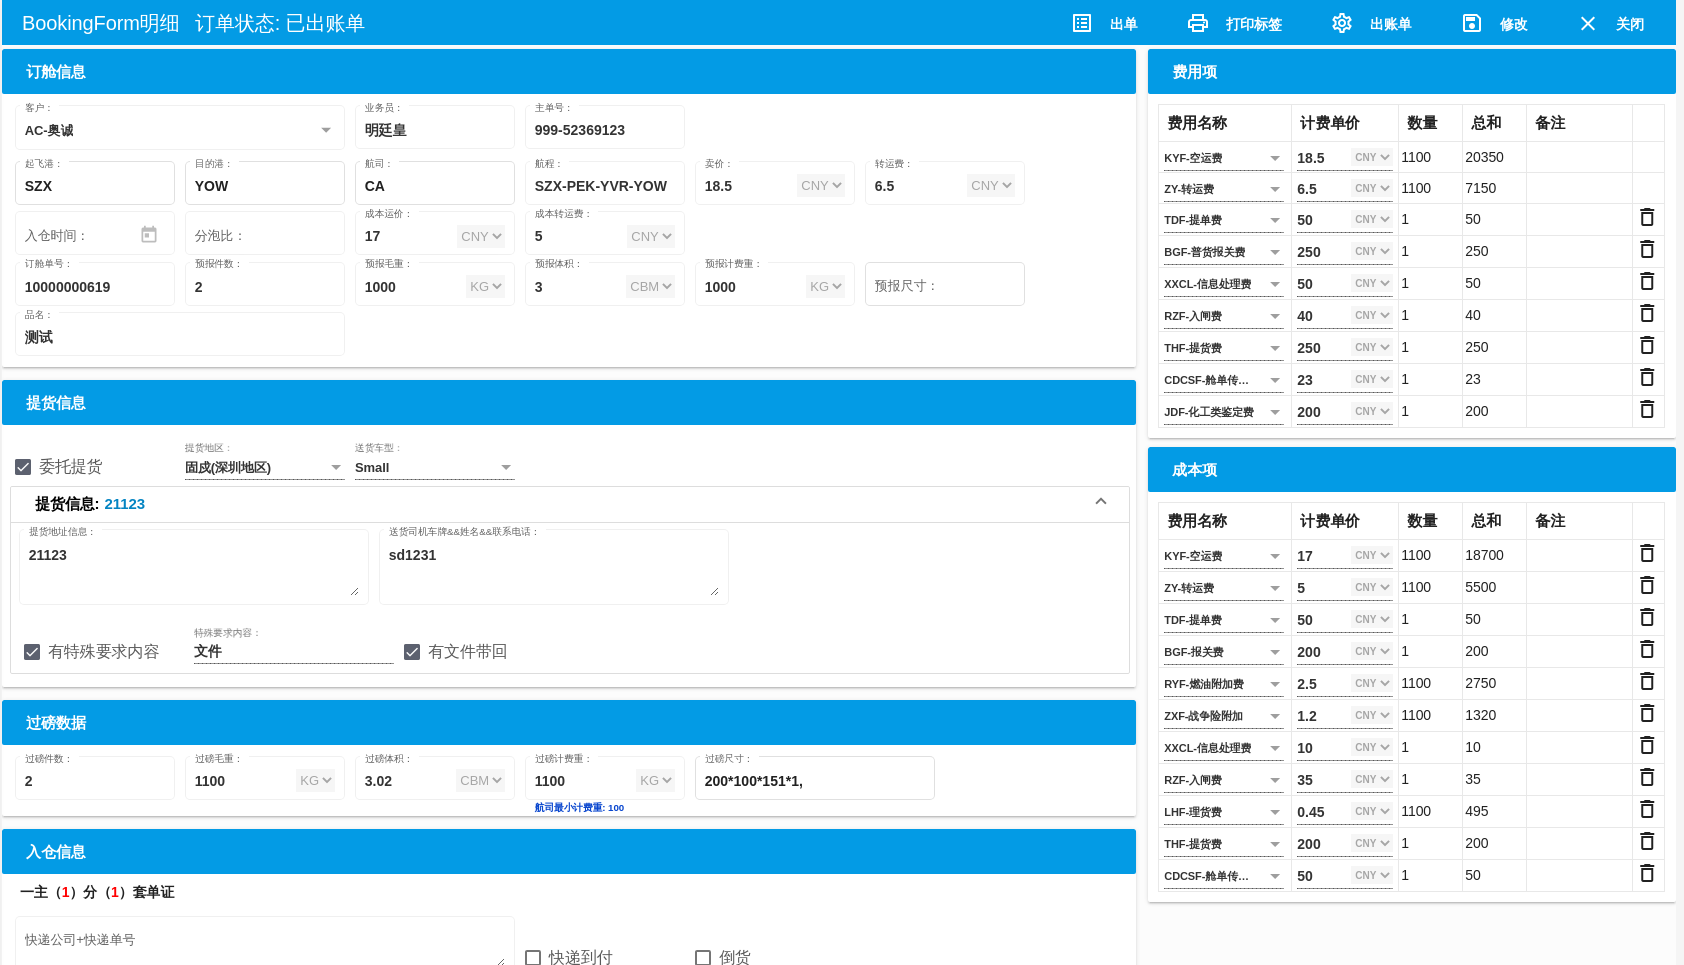 BookingForm明细 订单状态: 已出账单 出单 打印标签 出账单 修改 关闭
订舱信息
客户： 业务员： 主单号：
AC-奥诚 明廷皇 999-52369123
起飞港： 目的港： 航司： 航程： 卖价： 转运费：
SZX YOW CA SZX-PEK-YVR-YOW 18.5 CNY 6.5 CNY
成本运价： 成本转运费：
入仓时间： 分泡比： 17 CNY 5 CNY
订舱单号： 预报件数： 预报毛重： 预报体积： 预报计费重：
10000000619 2 1000 KG 3 CBM 1000 KG 预报尺寸：
品名：
测试
提货信息
提货地区： 送货车型：
委托提货 固戍(深圳地区) Small
提货信息: 21123
提货地址信息： 送货司机车牌&&姓名&&联系电话：
21123 sd1231
特殊要求内容：
有特殊要求内容 文件 有文件带回
过磅数据
过磅件数： 过磅毛重： 过磅体积： 过磅计费重： 过磅尺寸：
2 1100 KG 3.02 CBM 1100 KG 200*100*151*1,
航司最小计费重: 100
入仓信息
一主（1）分（1）套单证
快递公司+快递单号
快递到付 倒货
费用项
费用名称 计费单价 数量 总和 备注
KYF-空运费 18.5 CNY 1100 20350
ZY-转运费 6.5 CNY 1100 7150
TDF-提单费 50 CNY 1 50
BGF-普货报关费 250 CNY 1 250
XXCL-信息处理费 50 CNY 1 50
RZF-入闸费 40 CNY 1 40
THF-提货费 250 CNY 1 250
CDCSF-舱单传... 23 CNY 1 23
JDF-化工类鉴定费 200 CNY 1 200
成本项
费用名称 计费单价 数量 总和 备注
KYF-空运费 17 CNY 1100 18700
ZY-转运费 5 CNY 1100 5500
TDF-提单费 50 CNY 1 50
BGF-报关费 200 CNY 1 200
RYF-燃油附加费 2.5 CNY 1100 2750
ZXF-战争险附加 1.2 CNY 1100 1320
XXCL-信息处理费 10 CNY 1 10
RZF-入闸费 35 CNY 1 35
LHF-理货费 0.45 CNY 1100 495
THF-提货费 200 CNY 1 200
CDCSF-舱单传... 50 CNY 1 50